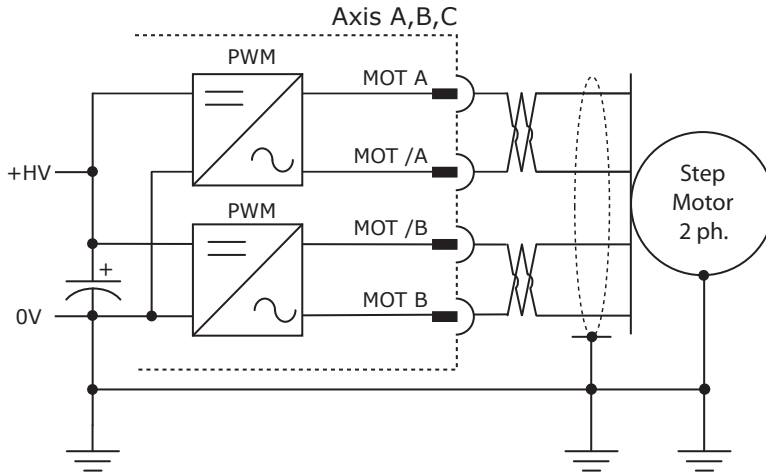 Axis A,B,C
PWM
MOT A
+HV
MOT /A
Step
Motor
2 ph.
PWM
MOT /B
+
0V
MOT B